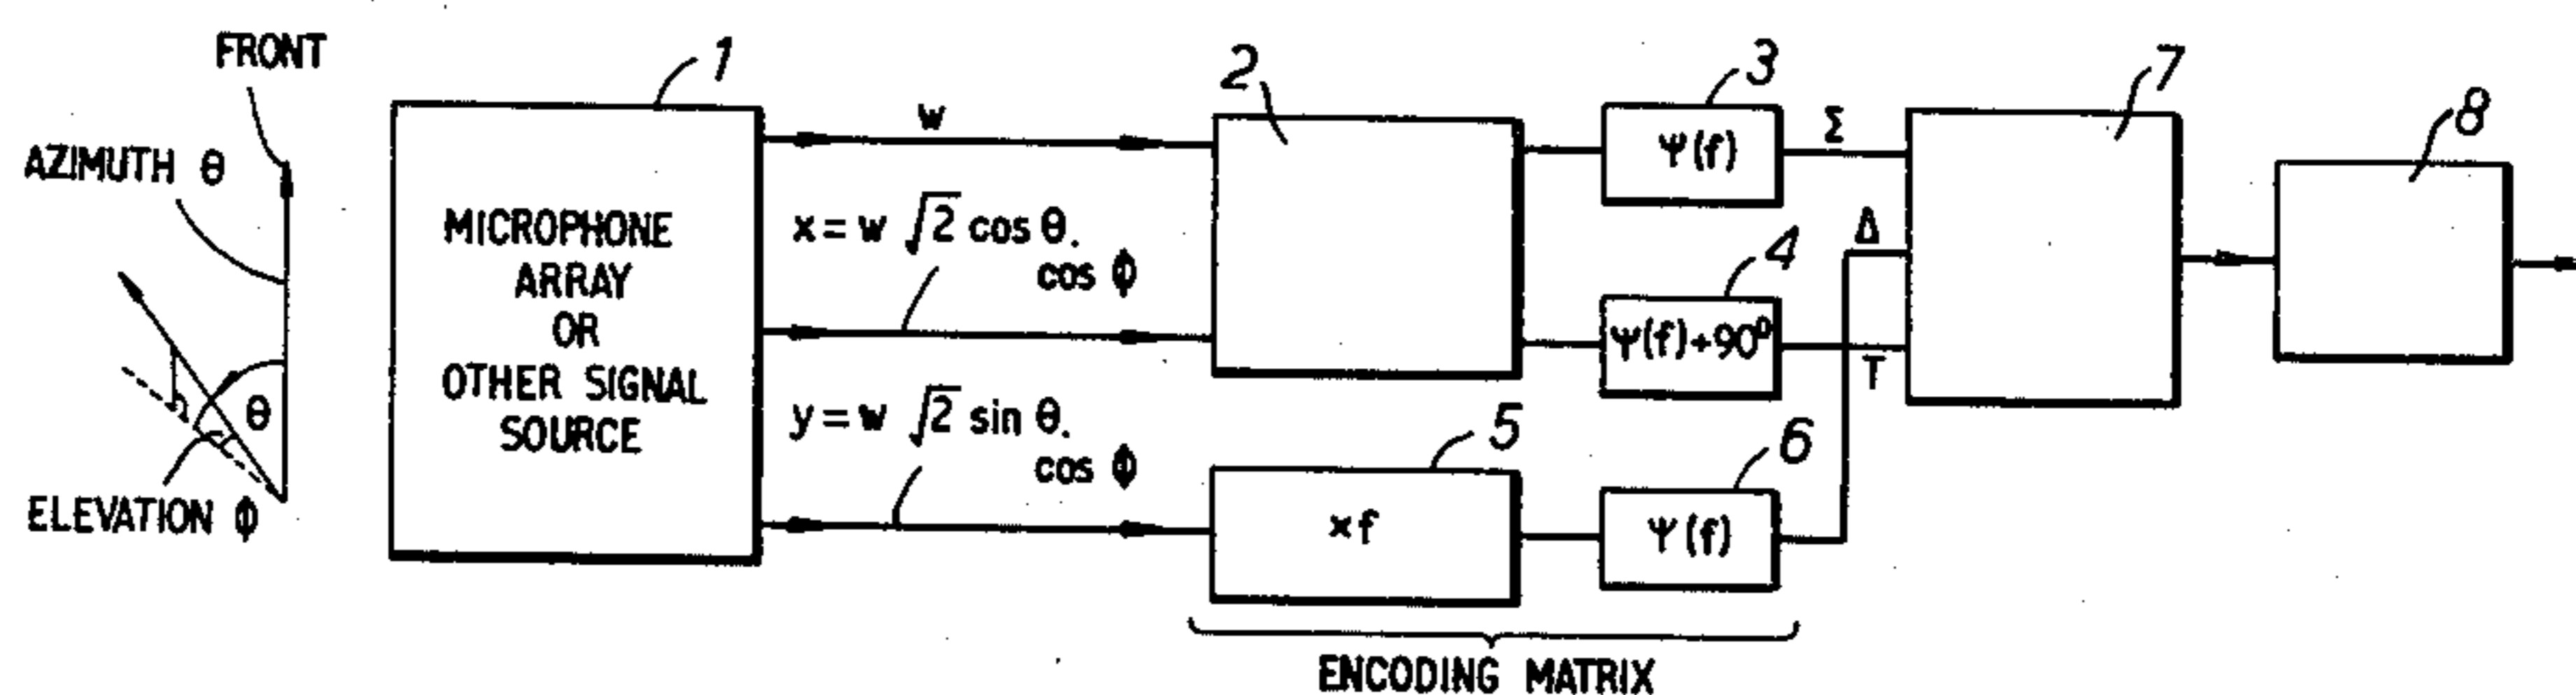 FRONT
AZIMUTH θ
θ
ELEVATION Φ
1
MICROPHONE
ARRAY
OR
OTHER SIGNAL
SOURCE
w
x = w √2 cos θ.
cos Φ
y = w √2 sin θ.
cos Φ
2
3
Ψ(f)
Σ
4
Ψ(f)+90°
Δ
T
5
×f
6
Ψ(f)
7
8
ENCODING MATRIX